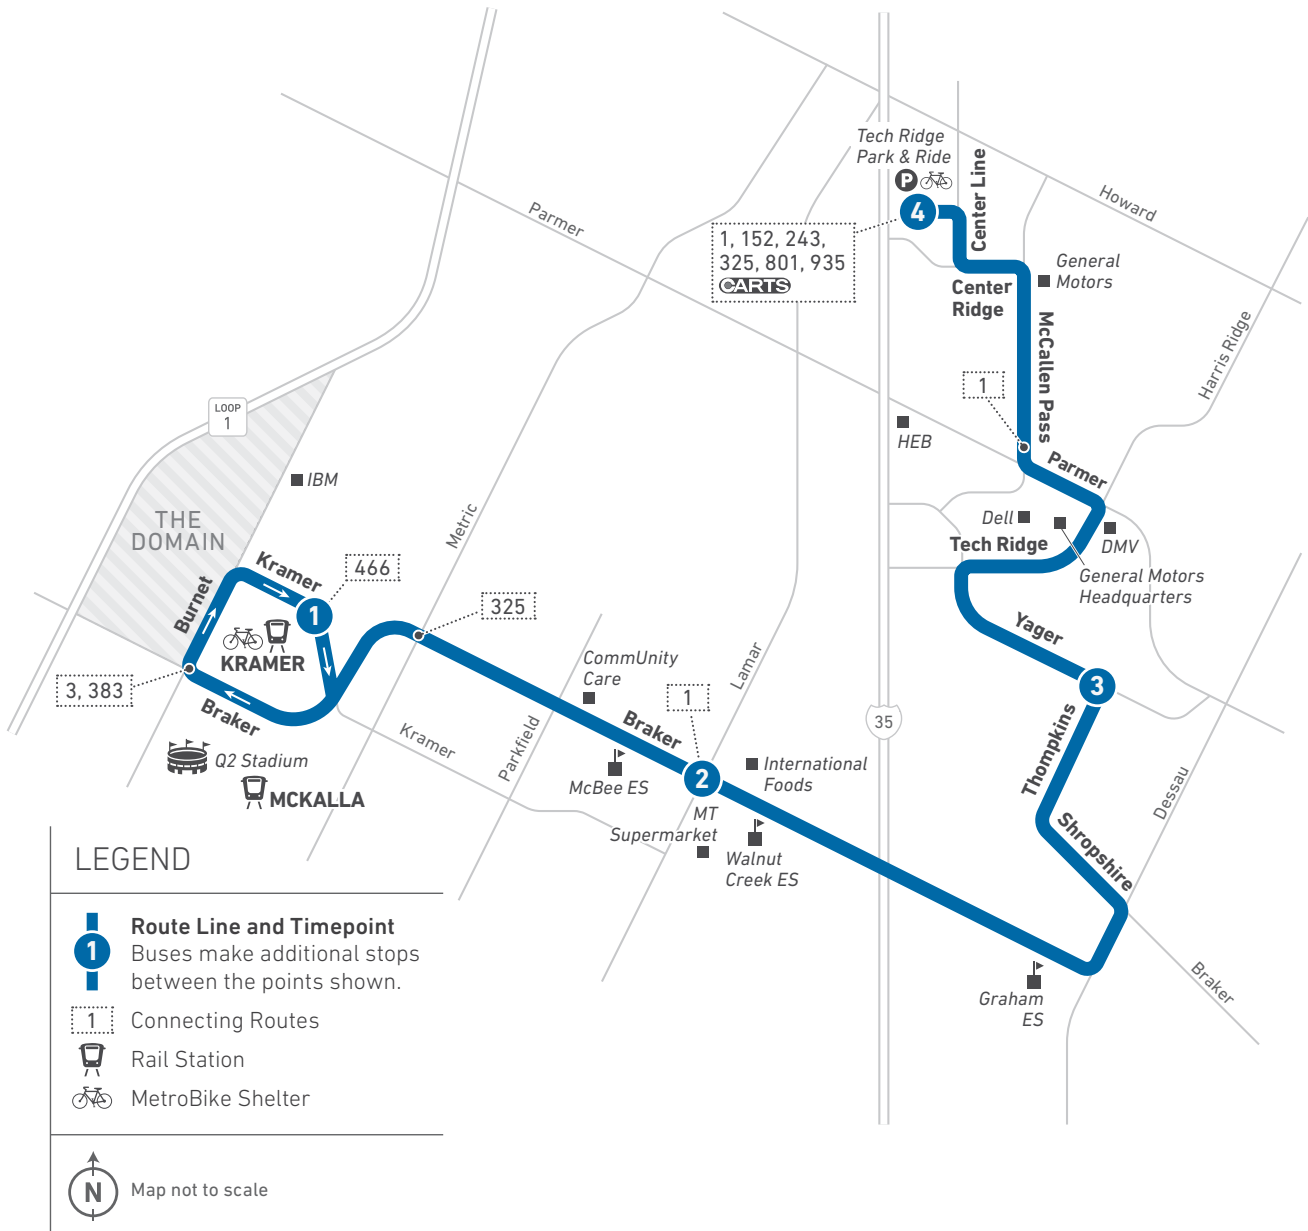 Tech Ridge
Park & Ride
P
4
Center Line
Howard
Parmer
1, 152, 243,
325, 801, 935
CARTS
General
Motors
Center
Ridge
McCallen Pass
Harris Ridge
1
LOOP
1
HEB
Parmer
IBM
Metric
THE
DOMAIN
Dell
DMV
Tech Ridge
General Motors
Headquarters
Kramer
466
Burnet
1
325
KRAMER
Yager
3
3, 383
CommUnity
Care
Lamar
1
Braker
Braker
35
Kramer
Parkfield
Thompkins
Q2 Stadium
MCKALLA
McBee ES
2
International
Foods
Dessau
MT
Supermarket
Walnut
Creek ES
Shropshire
Braker
Graham
ES
LEGEND
1
Route Line and Timepoint
Buses make additional stops
between the points shown.
1
Connecting Routes
Rail Station
MetroBike Shelter
N
Map not to scale